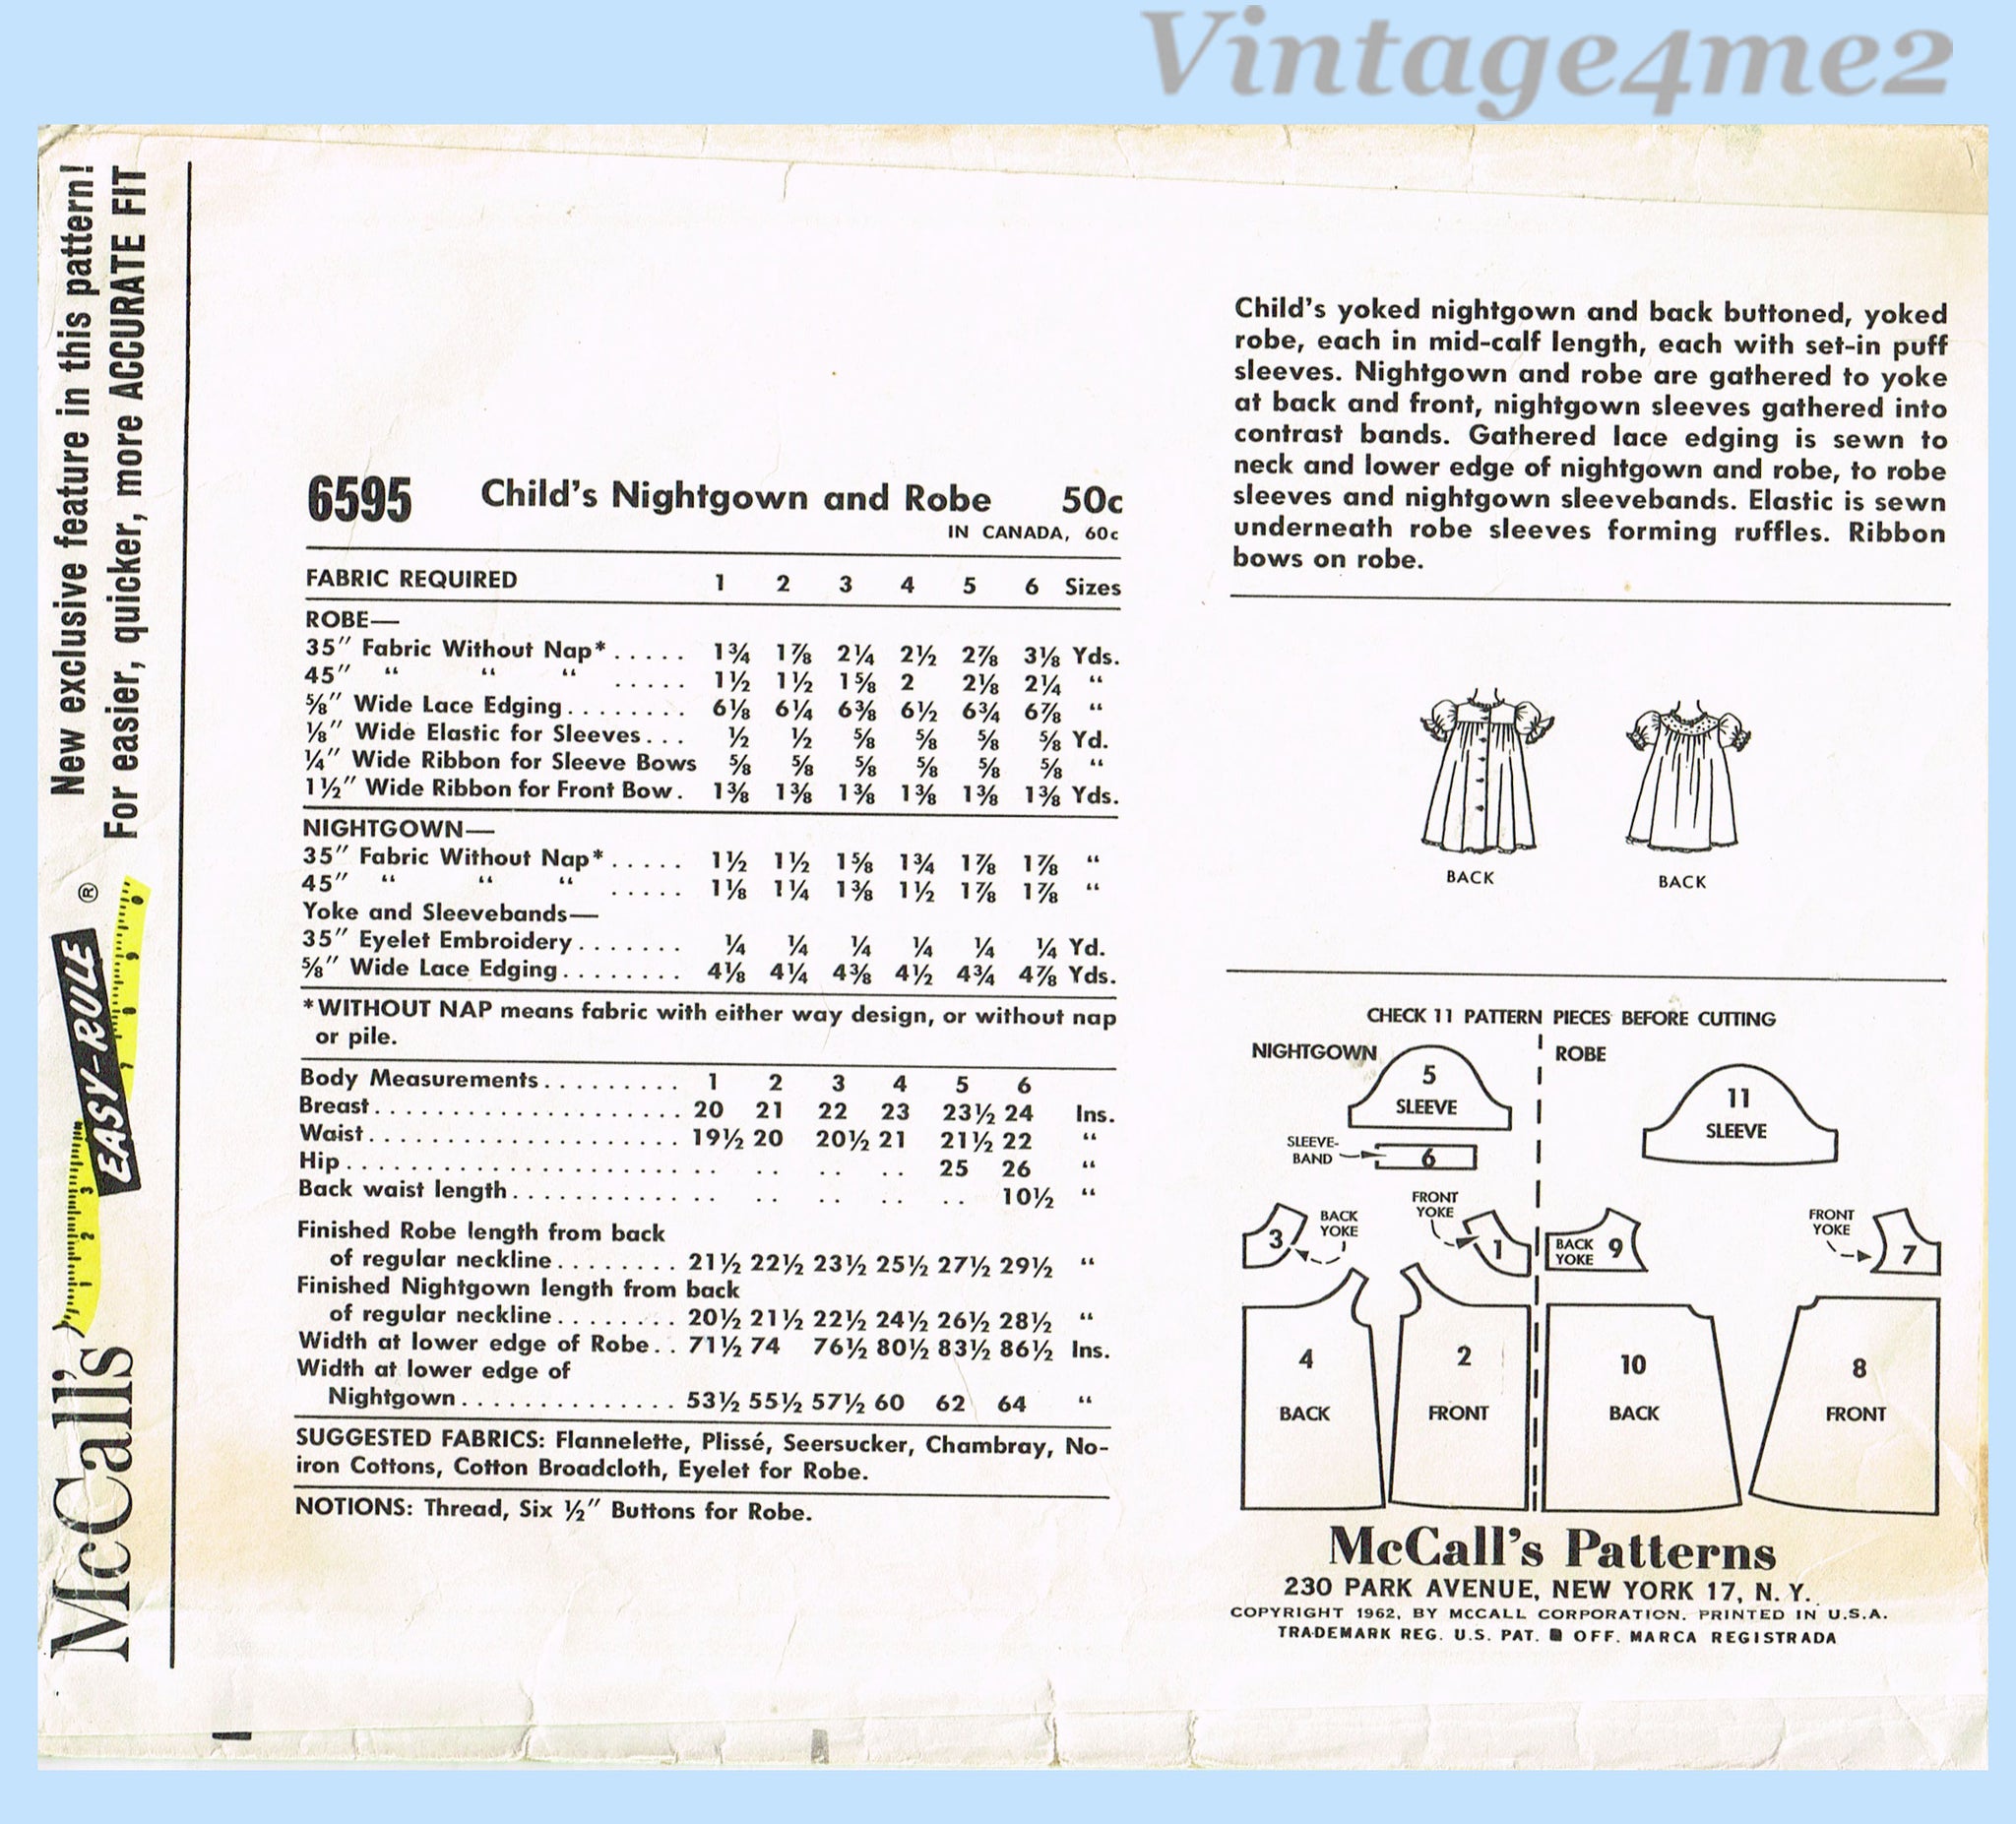 Vintage4me2
New exclusive feature in this pattern!
For easier, quicker, more ACCURATE FIT
McCall's EASY-RULE ®
1 2 3 7 8 9
6595 Child's Nightgown and Robe 50c
IN CANADA, 60c
FABRIC REQUIRED 1 2 3 4 5 6 Sizes
ROBE—
35" Fabric Without Nap*..... 1¾ 1⅞ 2¼ 2½ 2⅞ 3⅛ Yds.
45" “ “ “ ..... 1½ 1½ 1⅝ 2 2⅛ 2¼ “
⅝" Wide Lace Edging........ 6⅛ 6¼ 6⅜ 6½ 6¾ 6⅞ “
⅛" Wide Elastic for Sleeves... ½ ½ ⅝ ⅝ ⅝ ⅝ Yd.
¼" Wide Ribbon for Sleeve Bows ⅝ ⅝ ⅝ ⅝ ⅝ ⅝ “
1½" Wide Ribbon for Front Bow. 1⅜ 1⅜ 1⅜ 1⅜ 1⅜ 1⅜ Yds.
NIGHTGOWN—
35" Fabric Without Nap*..... 1½ 1½ 1⅝ 1¾ 1⅞ 1⅞ “
45" “ “ “ ..... 1⅛ 1¼ 1⅜ 1½ 1⅞ 1⅞ “
Yoke and Sleevebands—
35" Eyelet Embroidery....... ¼ ¼ ¼ ¼ ¼ ¼ Yd.
⅝" Wide Lace Edging........ 4⅛ 4¼ 4⅜ 4½ 4¾ 4⅞ Yds.
*WITHOUT NAP means fabric with either way design, or without nap
or pile.
Body Measurements......... 1 2 3 4 5 6
Breast.................... 20 21 22 23 23½ 24 Ins.
Waist.................... 19½ 20 20½ 21 21½ 22 “
Hip........................ .. .. .. 25 26 “
Back waist length............. .. .. .. .. 10½ “
Finished Robe length from back
of regular neckline........ 21½ 22½ 23½ 25½ 27½ 29½ “
Finished Nightgown length from back
of regular neckline........ 20½ 21½ 22½ 24½ 26½ 28½ “
Width at lower edge of Robe.. 71½ 74 76½ 80½ 83½ 86½ Ins.
Width at lower edge of
Nightgown.............. 53½ 55½ 57½ 60 62 64 “
SUGGESTED FABRICS: Flannelette, Plissé, Seersucker, Chambray, No-
iron Cottons, Cotton Broadcloth, Eyelet for Robe.
NOTIONS: Thread, Six ½" Buttons for Robe.
Child's yoked nightgown and back buttoned, yoked
robe, each in mid-calf length, each with set-in puff
sleeves. Nightgown and robe are gathered to yoke
at back and front, nightgown sleeves gathered into
contrast bands. Gathered lace edging is sewn to
neck and lower edge of nightgown and robe, to robe
sleeves and nightgown sleevebands. Elastic is sewn
underneath robe sleeves forming ruffles. Ribbon
bows on robe.
BACK BACK
CHECK 11 PATTERN PIECES BEFORE CUTTING
NIGHTGOWN ROBE
5
SLEEVE
11
SLEEVE
SLEEVE-
BAND 6
3 BACK
YOKE
FRONT
YOKE 1
BACK
YOKE 9
FRONT
YOKE 7
4
BACK
2
FRONT
10
BACK
8
FRONT
McCall's Patterns
230 PARK AVENUE, NEW YORK 17, N. Y.
COPYRIGHT 1962, BY MCCALL CORPORATION. PRINTED IN U.S.A.
TRADEMARK REG. U.S. PAT. OFF. MARCA REGISTRADA